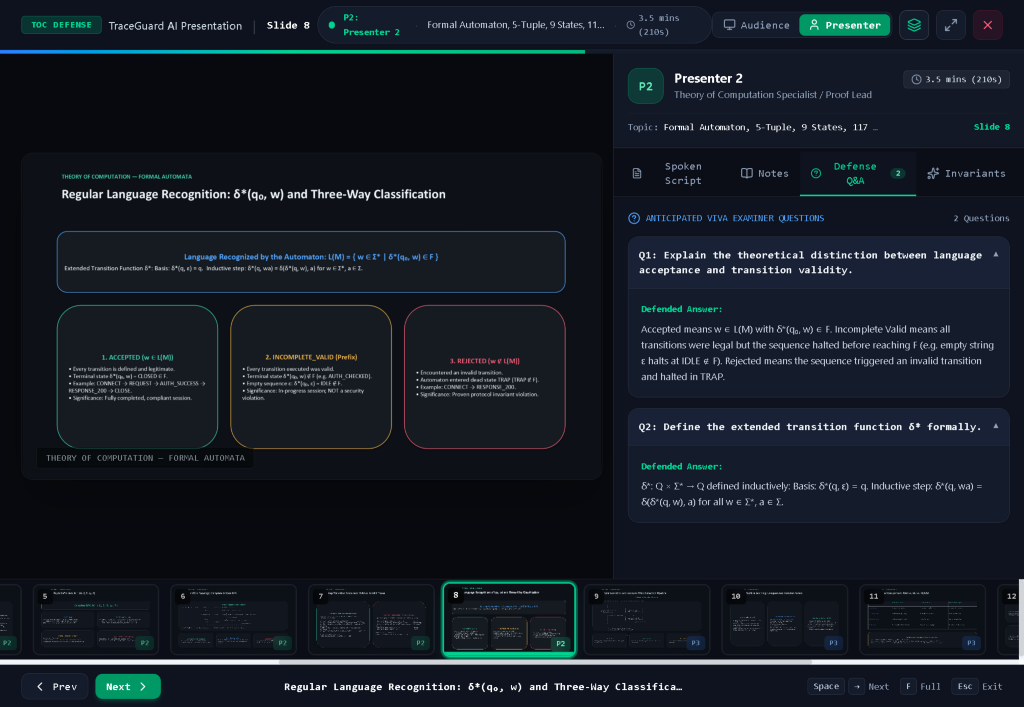 TOC DEFENSE
TraceGuard AI Presentation
Slide 8
P2:
Presenter 2
·
Formal Automaton, 5-Tuple, 9 States, 11…
·
3.5 mins
(210s)
Audience
Presenter
THEORY OF COMPUTATION — FORMAL AUTOMATA
Regular Language Recognition: δ*(q₀, w) and Three-Way Classification
Language Recognized by the Automaton: L(M) = { w ∈ Σ* | δ*(q₀, w) ∈ F }
Extended Transition Function δ*: Basis: δ*(q, ε) = q. Inductive step: δ*(q, wa) = δ(δ*(q, w), a) for w ∈ Σ*, a ∈ Σ.
1. ACCEPTED (w ∈ L(M))
• Every transition is defined and legitimate.
• Terminal state δ*(q₀, w) = CLOSED ∈ F.
• Example: CONNECT → REQUEST → AUTH_SUCCESS →
RESPONSE_200 → CLOSE.
• Significance: Fully completed, compliant session.
2. INCOMPLETE_VALID (Prefix)
• Every transition executed was valid.
• Terminal state δ*(q₀, w) ∉ F (e.g. AUTH_CHECKED).
• Empty sequence ε: δ*(q₀, ε) = IDLE ∉ F.
• Significance: In-progress session; NOT a security
violation.
3. REJECTED (w ∉ L(M))
• Encountered an invalid transition.
• Automaton entered dead state TRAP (TRAP ∉ F).
• Example: CONNECT → RESPONSE_200.
• Significance: Proven protocol invariant violation.
THEORY OF COMPUTATION — FORMAL AUTOMATA
P2
Presenter 2
Theory of Computation Specialist / Proof Lead
3.5 mins (210s)
Topic: Formal Automaton, 5-Tuple, 9 States, 117 …
Slide 8
Spoken
Script
Notes
Defense
Q&A
2
Invariants
ANTICIPATED VIVA EXAMINER QUESTIONS
2 Questions
Q1: Explain the theoretical distinction between language
acceptance and transition validity.
Defended Answer:
Accepted means w ∈ L(M) with δ*(q₀, w) ∈ F. Incomplete Valid means all
transitions were legal but the sequence halted before reaching F (e.g. empty string
ε halts at IDLE ∉ F). Rejected means the sequence triggered an invalid transition
and halted in TRAP.
Q2: Define the extended transition function δ* formally.
Defended Answer:
δ*: Q × Σ* → Q defined inductively: Basis: δ*(q, ε) = q. Inductive step: δ*(q, wa) =
δ(δ*(q, w), a) for all w ∈ Σ*, a ∈ Σ.
P2
5
P2
6
P2
7
P2
8
P2
9
P3
10
P3
11
P3
12
Prev
Next
Regular Language Recognition: δ*(q₀, w) and Three-Way Classifica…
Space
→
Next
F
Full
Esc
Exit